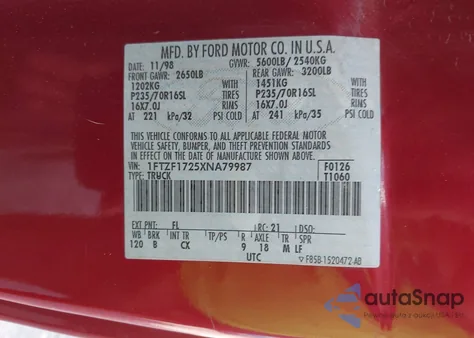 MFD. BY FORD MOTOR CO. IN U.S.A.
DATE: 11/98 GVWR: 5600LB/2540KG
FRONT GAWR: 2650LB REAR GAWR: 3200LB
1202KG WITH 1451KG WITH
P235/70R16SL TIRES P235/70R16SL TIRES
16X7.0J RIMS 16X7.0J RIMS
AT 221 kPa/32 PSI COLD AT 241 kPa/35 PSI COLD
THIS VEHICLE CONFORMS TO ALL APPLICABLE FEDERAL MOTOR
VEHICLE SAFETY, BUMPER, AND THEFT PREVENTION STANDARDS
IN EFFECT ON THE DATE OF MANUFACTURE SHOWN ABOVE.
VIN: 1FTZF1725XNA79987 F0126
TYPE: TRUCK T1060
EXT PNT: FL RC: 21 DSO:
WB BRK INT TR TP/PS R AXLE TR SPR
120 B CX 9 18 M LF
UTC
F85B-1520472-AB
autaSnap